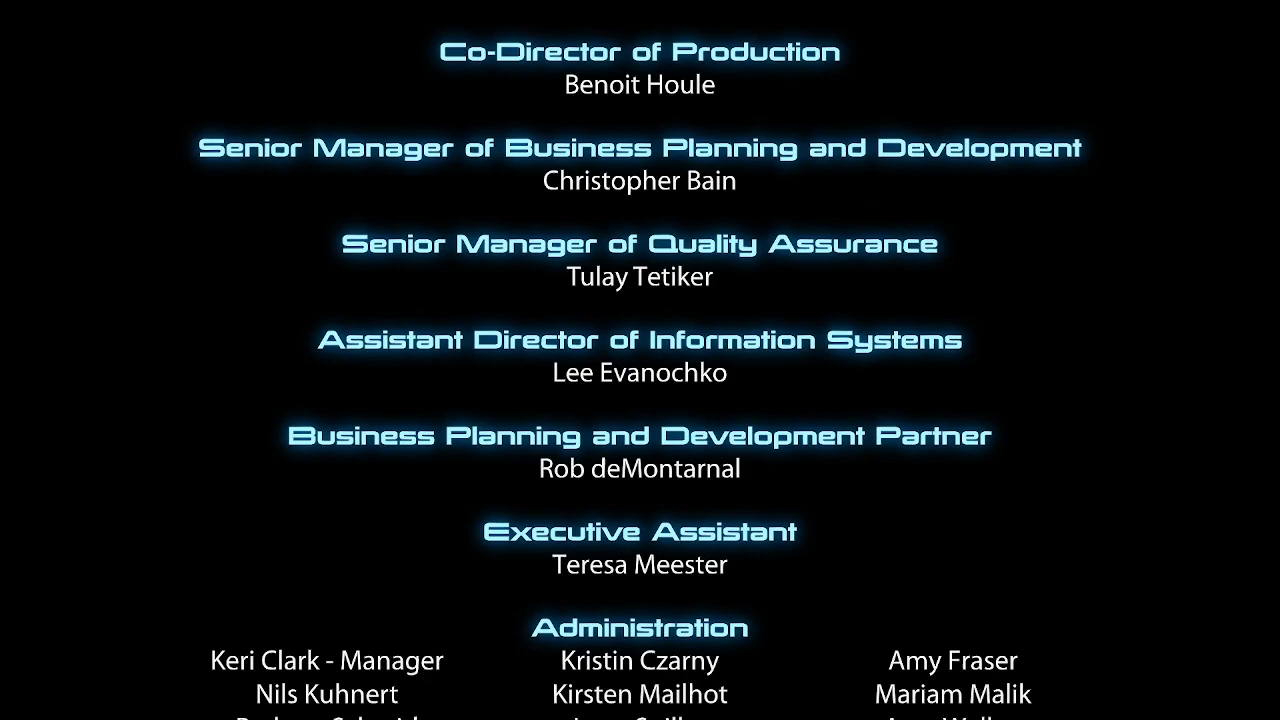 Co-Director of Production
Benoit Houle
Senior Manager of Business Planning and Development
Christopher Bain
Senior Manager of Quality Assurance
Tulay Tetiker
Assistant Director of Information Systems
Lee Evanochko
Business Planning and Development Partner
Rob deMontarnal
Executive Assistant
Teresa Meester
Administration
Keri Clark - Manager Kristin Czarny Amy Fraser
Nils Kuhnert Kirsten Mailhot Mariam Malik